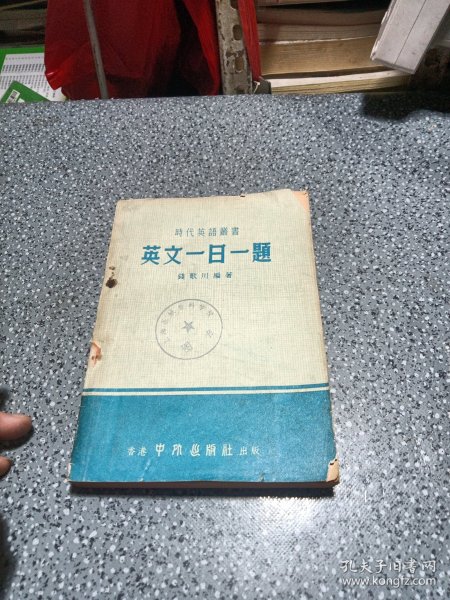 時代英語叢書
英文一日一題
錢歌川編著
香港 中外出版社 出版
孔夫子旧书网
www.kongfz.com